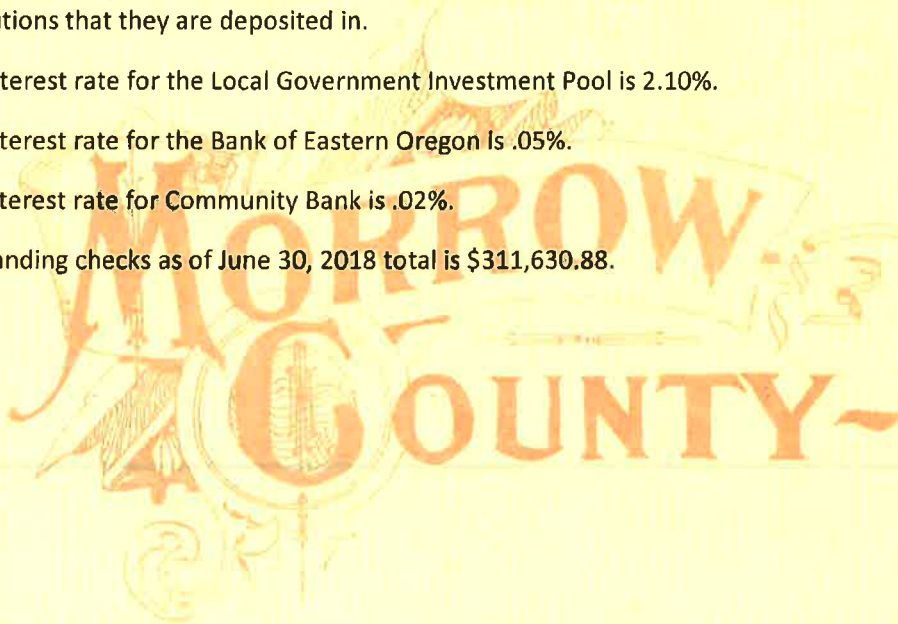 tions that they are deposited in.
terest rate for the Local Government Investment Pool is 2.10%.
terest rate for the Bank of Eastern Oregon is .05%.
terest rate for Community Bank is .02%.
anding checks as of June 30, 2018 total is $311,630.88.
MORROW
COUNTY